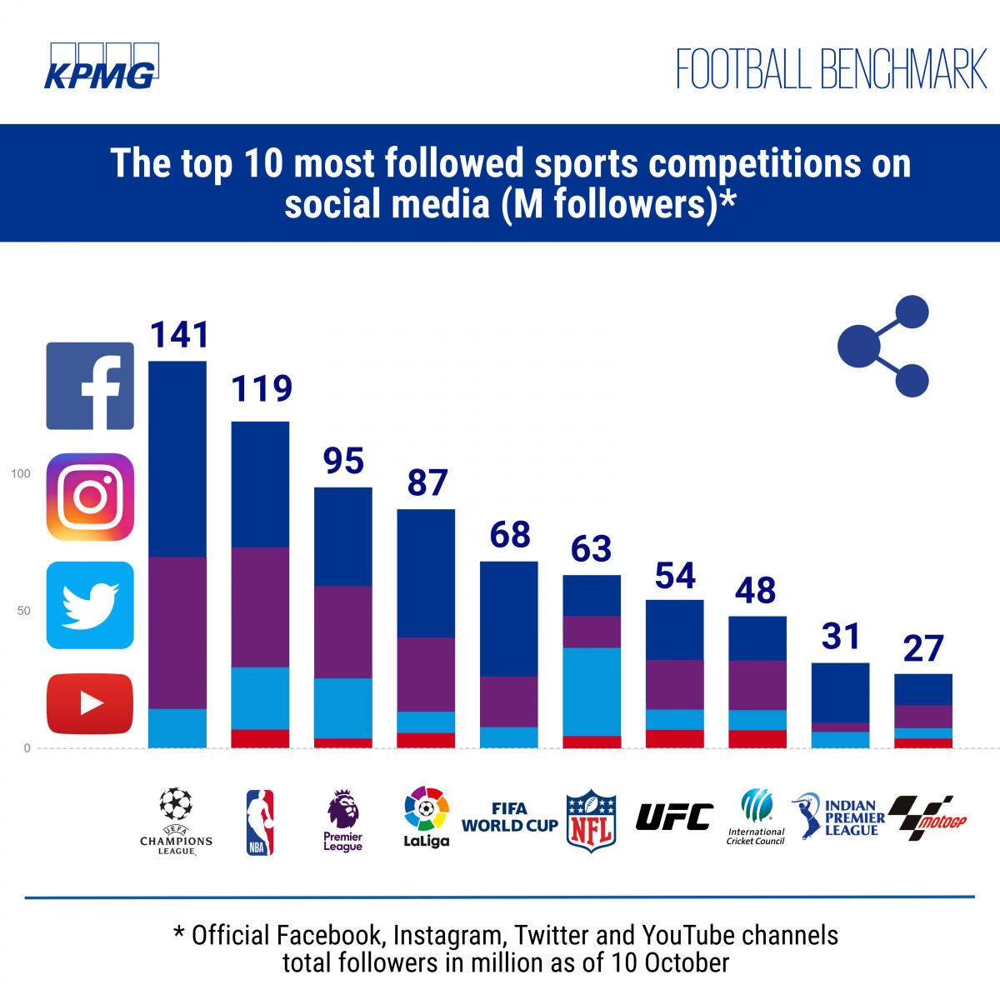 KPMG
FOOTBALL BENCHMARK
The top 10 most followed sports competitions on
social media (M followers)*
141
119
95
87
68
63
54
48
31
27
100
50
0
UEFA
CHAMPIONS
LEAGUE
NBA
Premier
League
LaLiga
FIFA
WORLD CUP
NFL
UFC
International
Cricket Council
INDIAN
PREMIER
LEAGUE
motoGP
* Official Facebook, Instagram, Twitter and YouTube channels
total followers in million as of 10 October